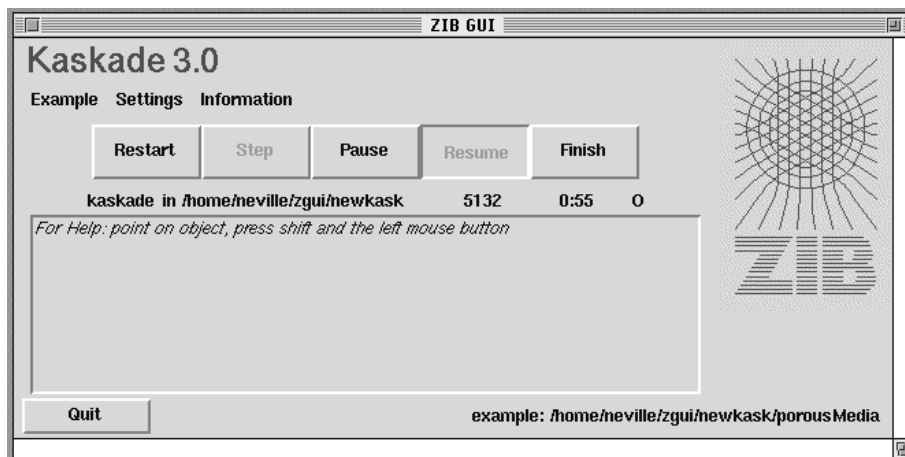 ZIB GUI
Kaskade 3.0
Example Settings Information
Restart Step Pause Resume Finish
kaskade in /home/neville/zgui/newkask 5132 0:55 O
For Help: point on object, press shift and the left mouse button
ZIB
Quit
example: /home/neville/zgui/newkask/porousMedia